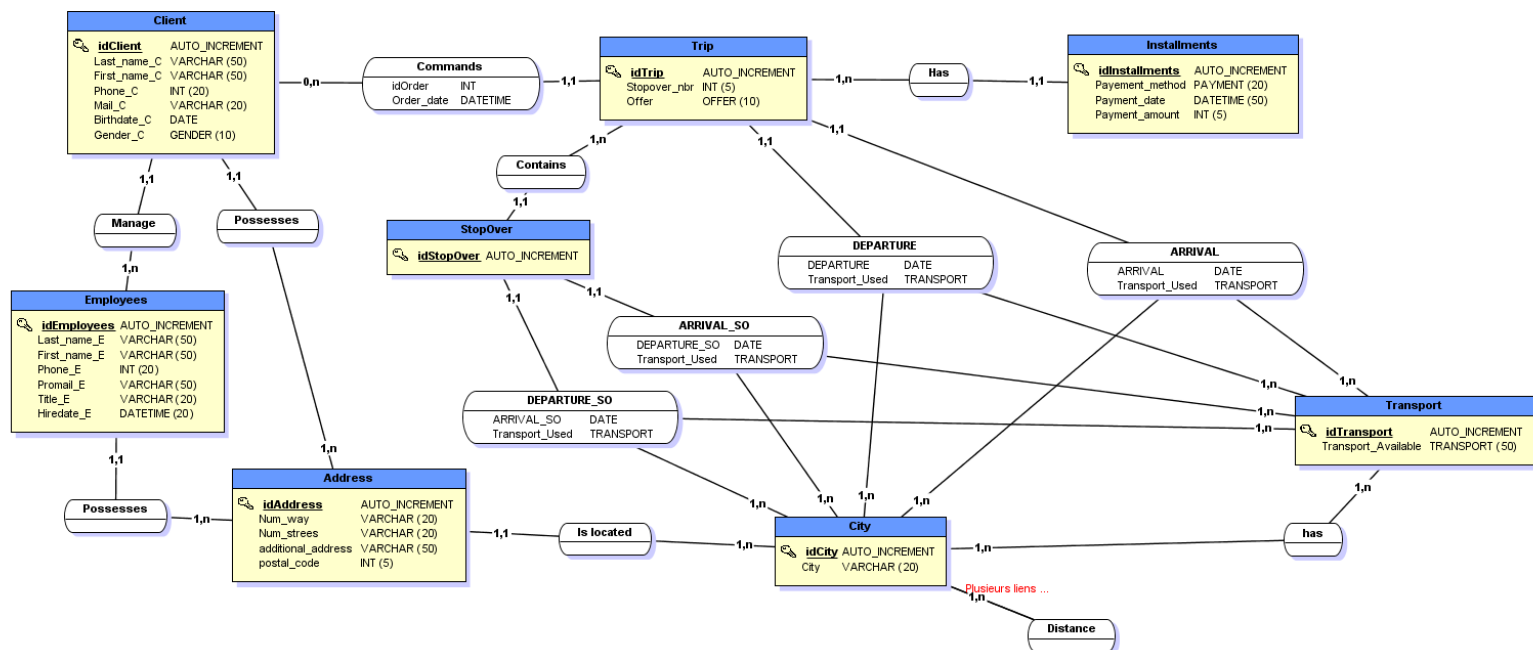 Client
idClient AUTO_INCREMENT
Last_name_C VARCHAR (50)
First_name_C VARCHAR (50)
Phone_C INT (20)
Mail_C VARCHAR (20)
Birthdate_C DATE
Gender_C GENDER (10)
0,n
Commands
idOrder INT
Order_date DATETIME
1,1
Trip
idTrip AUTO_INCREMENT
Stopover_nbr INT (5)
Offer OFFER (10)
1,n
Has
1,1
Installments
idInstallments AUTO_INCREMENT
Payement_method PAYMENT (20)
Payment_date DATETIME (50)
Payment_amount INT (5)
1,1
Manage
1,n
1,1
Possesses
1,n
1,n
Contains
1,1
StopOver
idStopOver AUTO_INCREMENT
1,1
DEPARTURE
DEPARTURE DATE
Transport_Used TRANSPORT
1,n
1,n
1,1
ARRIVAL
ARRIVAL DATE
Transport_Used TRANSPORT
1,n
1,n
1,1
ARRIVAL_SO
DEPARTURE_SO DATE
Transport_Used TRANSPORT
1,n
1,n
1,1
DEPARTURE_SO
ARRIVAL_SO DATE
Transport_Used TRANSPORT
1,n
1,n
Employees
idEmployees AUTO_INCREMENT
Last_name_E VARCHAR (50)
First_name_E VARCHAR (50)
Phone_E INT (20)
Promail_E VARCHAR (50)
Title_E VARCHAR (20)
Hiredate_E DATETIME (20)
1,1
Possesses
1,n
Address
idAddress AUTO_INCREMENT
Num_way VARCHAR (20)
Num_strees VARCHAR (20)
additional_address VARCHAR (50)
postal_code INT (5)
1,1
Is located
1,n
City
idCity AUTO_INCREMENT
City VARCHAR (20)
1,n
has
1,n
Transport
idTransport AUTO_INCREMENT
Transport_Available TRANSPORT (50)
Plusieurs liens ...
1,n
Distance